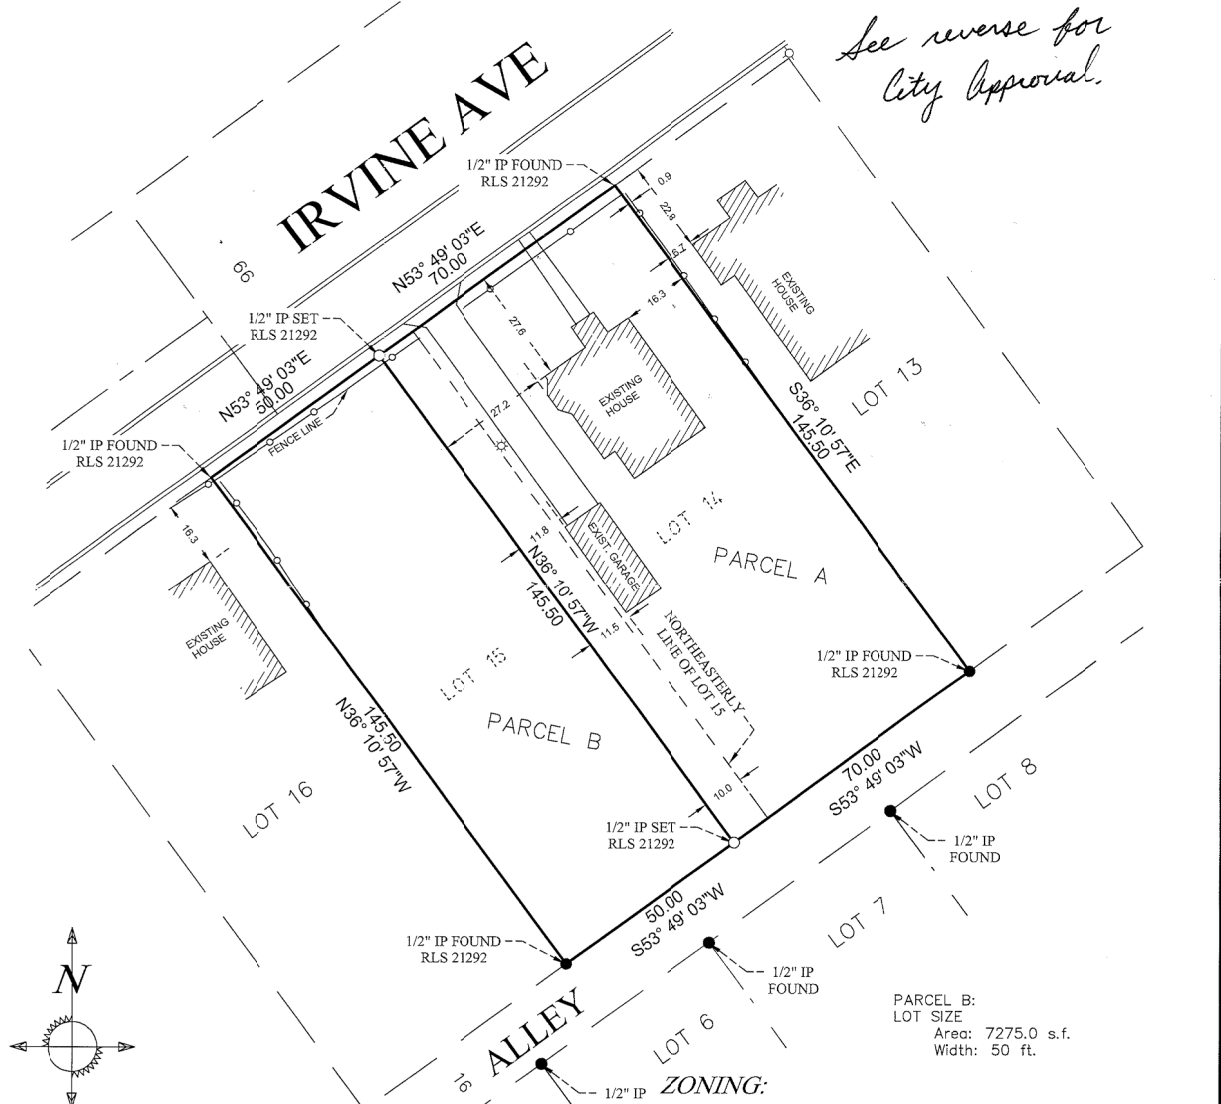 See reverse for
City Approval.
IRVINE AVE
1/2" IP FOUND
RLS 21292
0.9
22.8
6.7
66
N53° 49' 03"E
70.00
1/2" IP SET
RLS 21292
27.6
16.3
EXISTING
HOUSE
N53° 49' 03"E
50.00
FENCE LINE
27.2
EXISTING
HOUSE
S36° 10' 57"E
145.50
LOT 13
1/2" IP FOUND
RLS 21292
16.3
11.8
EXIST. GARAGE
LOT 14
PARCEL A
EXISTING
HOUSE
N36° 10' 57"W
145.50
11.5
NORTHEASTERLY
LINE OF LOT 15
LOT 15
PARCEL B
1/2" IP FOUND
RLS 21292
145.50
N36° 10' 57"W
LOT 16
10.0
70.00
S53° 49' 03"W
LOT 8
1/2" IP SET
RLS 21292
1/2" IP
FOUND
50.00
S53° 49' 03"W
LOT 7
1/2" IP FOUND
RLS 21292
1/2" IP
FOUND
N
ALLEY
16
LOT 6
PARCEL B:
LOT SIZE
Area: 7275.0 s.f.
Width: 50 ft.
1/2" IP
ZONING: